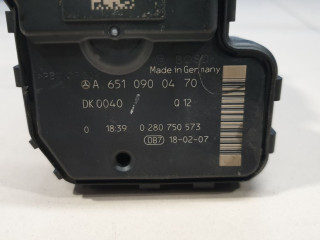 Made in Germany
A 651 090 04 70
DK0040 Q 12
0 18:39 0 280 750 573
DB7 18-02-07